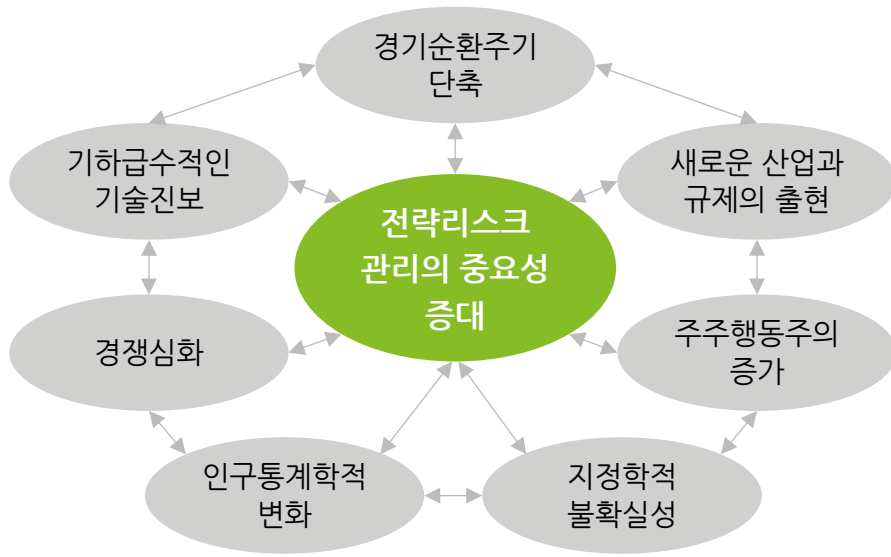 경기순환주기
단축
기하급수적인
기술진보
새로운 산업과
규제의 출현
전략리스크
관리의 중요성
증대
경쟁심화
주주행동주의
증가
인구통계학적
변화
지정학적
불확실성